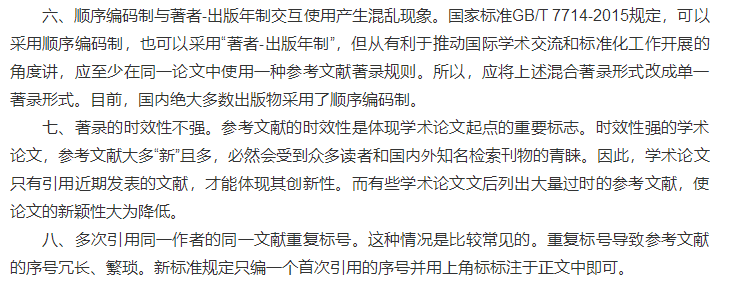 六、顺序编码制与著者-出版年制交互使用产生混乱现象。国家标准GB/T 7714-2015规定，可以
采用顺序编码制，也可以采用“著者-出版年制”，但从有利于推动国际学术交流和标准化工作开展的
角度讲，应至少在同一论文中使用一种参考文献著录规则。所以，应将上述混合著录形式改成单一
著录形式。目前，国内绝大多数出版物采用了顺序编码制。
七、著录的时效性不强。参考文献的时效性是体现学术论文起点的重要标志。时效性强的学术
论文，参考文献大多“新”且多，必然会受到众多读者和国内外知名检索刊物的青睐。因此，学术论文
只有引用近期发表的文献，才能体现其创新性。而有些学术论文文后列出大量过时的参考文献，使
论文的新颖性大为降低。
八、多次引用同一作者的同一文献重复标号。这种情况是比较常见的。重复标号导致参考文献
的序号冗长、繁琐。新标准规定只编一个首次引用的序号并用上角标标注于正文中即可。